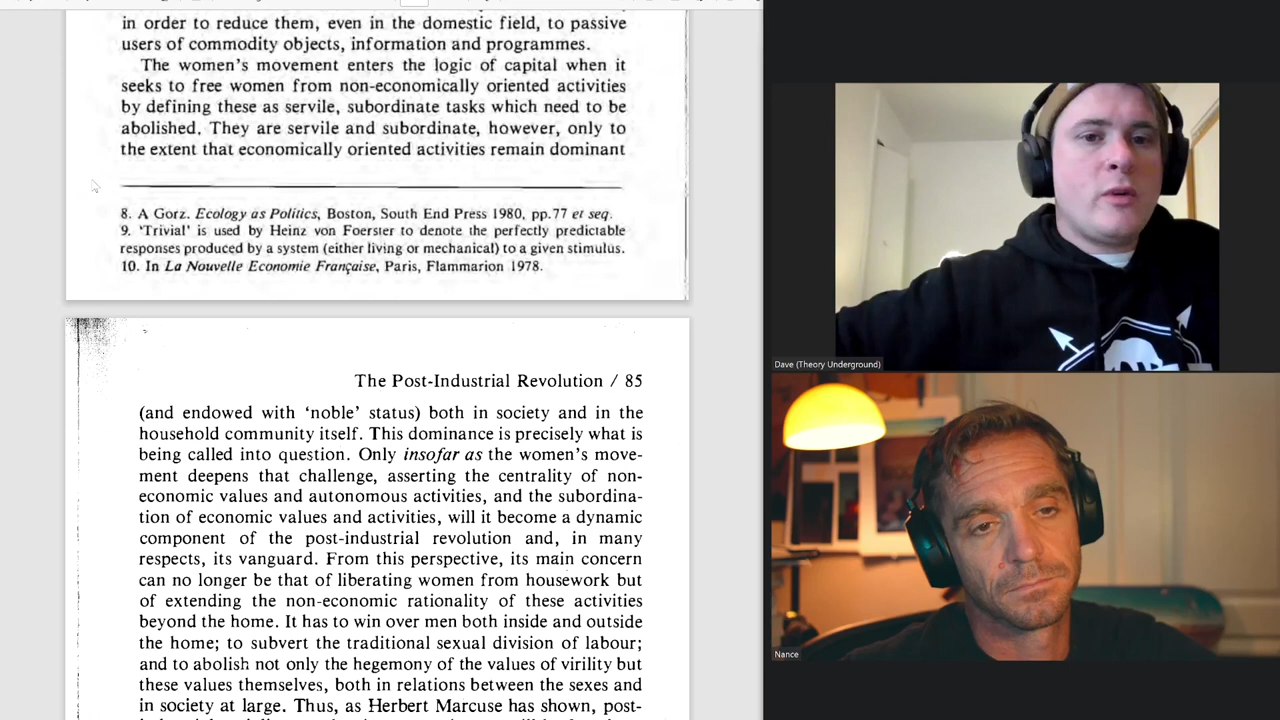 in order to reduce them, even in the domestic field, to passive
users of commodity objects, information and programmes.
The women's movement enters the logic of capital when it
seeks to free women from non-economically oriented activities
by defining these as servile, subordinate tasks which need to be
abolished. They are servile and subordinate, however, only to
the extent that economically oriented activities remain dominant
8. A Gorz. Ecology as Politics, Boston, South End Press 1980, pp.77 et seq.
9. 'Trivial' is used by Heinz von Foerster to denote the perfectly predictable
responses produced by a system (either living or mechanical) to a given stimulus.
10. In La Nouvelle Economie Française, Paris, Flammarion 1978.
The Post-Industrial Revolution / 85
(and endowed with 'noble' status) both in society and in the
household community itself. This dominance is precisely what is
being called into question. Only insofar as the women's move-
ment deepens that challenge, asserting the centrality of non-
economic values and autonomous activities, and the subordina-
tion of economic values and activities, will it become a dynamic
component of the post-industrial revolution and, in many
respects, its vanguard. From this perspective, its main concern
can no longer be that of liberating women from housework but
of extending the non-economic rationality of these activities
beyond the home. It has to win over men both inside and outside
the home; to subvert the traditional sexual division of labour;
and to abolish not only the hegemony of the values of virility but
these values themselves, both in relations between the sexes and
in society at large. Thus, as Herbert Marcuse has shown, post-
Dave (Theory Underground)
Nance